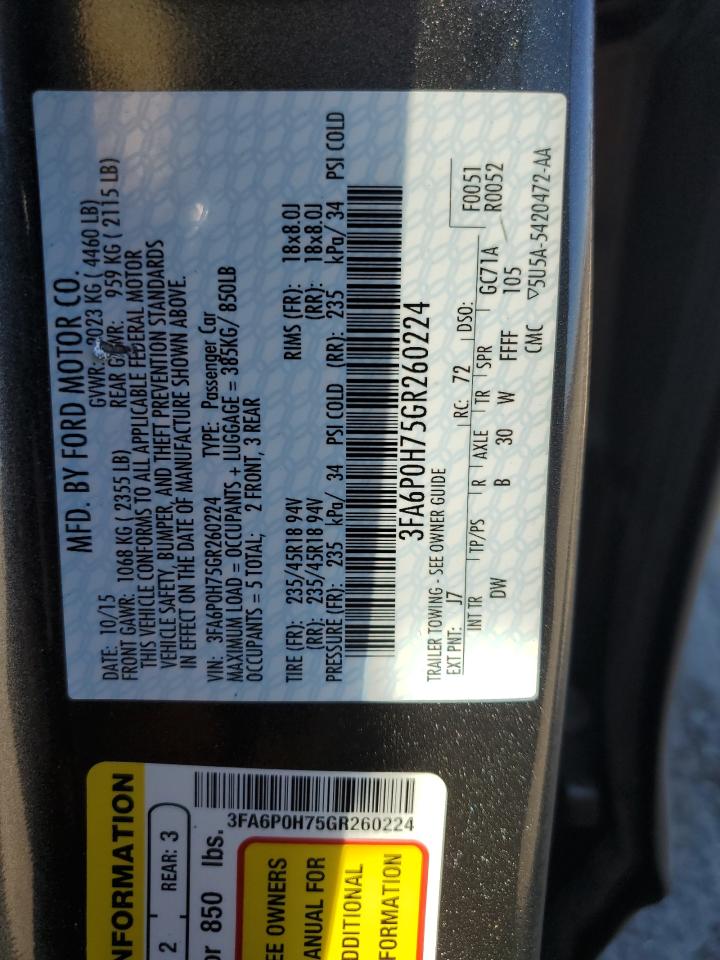 MFD. BY FORD MOTOR CO.
DATE: 10/15 GVWR: 2023 KG ( 4460 LB)
FRONT GAWR: 1068 KG ( 2355 LB) REAR GAWR: 959 KG ( 2115 LB)
THIS VEHICLE CONFORMS TO ALL APPLICABLE FEDERAL MOTOR
VEHICLE SAFETY, BUMPER, AND THEFT PREVENTION STANDARDS
IN EFFECT ON THE DATE OF MANUFACTURE SHOWN ABOVE.
VIN: 3FA6P0H75GR260224 TYPE: Passenger Car
MAXIMUM LOAD = OCCUPANTS + LUGGAGE = 385KG/ 850LB
OCCUPANTS = 5 TOTAL; 2 FRONT, 3 REAR
TIRE (FR): 235/45R18 94V RIMS (FR): 18x8.0J
(RR): 235/45R18 94V (RR): 18x8.0J
PRESSURE (FR): 235 kPa/ 34 PSI COLD (RR): 235 kPa/ 34 PSI COLD
3FA6P0H75GR260224
TRAILER TOWING - SEE OWNER GUIDE
EXT PNT: J7 RC: 72 DSO: F0051
R0052
INT TR TP/PS R AXLE TR SPR GC71A
DW B 30 W FFFF 105
CMC ▽5U5A-5420472-AA
NFORMATION
2 REAR: 3
or 850 lbs.
3FA6P0H75GR260224
EE OWNERS
ANUAL FOR
DDITIONAL
FORMATION